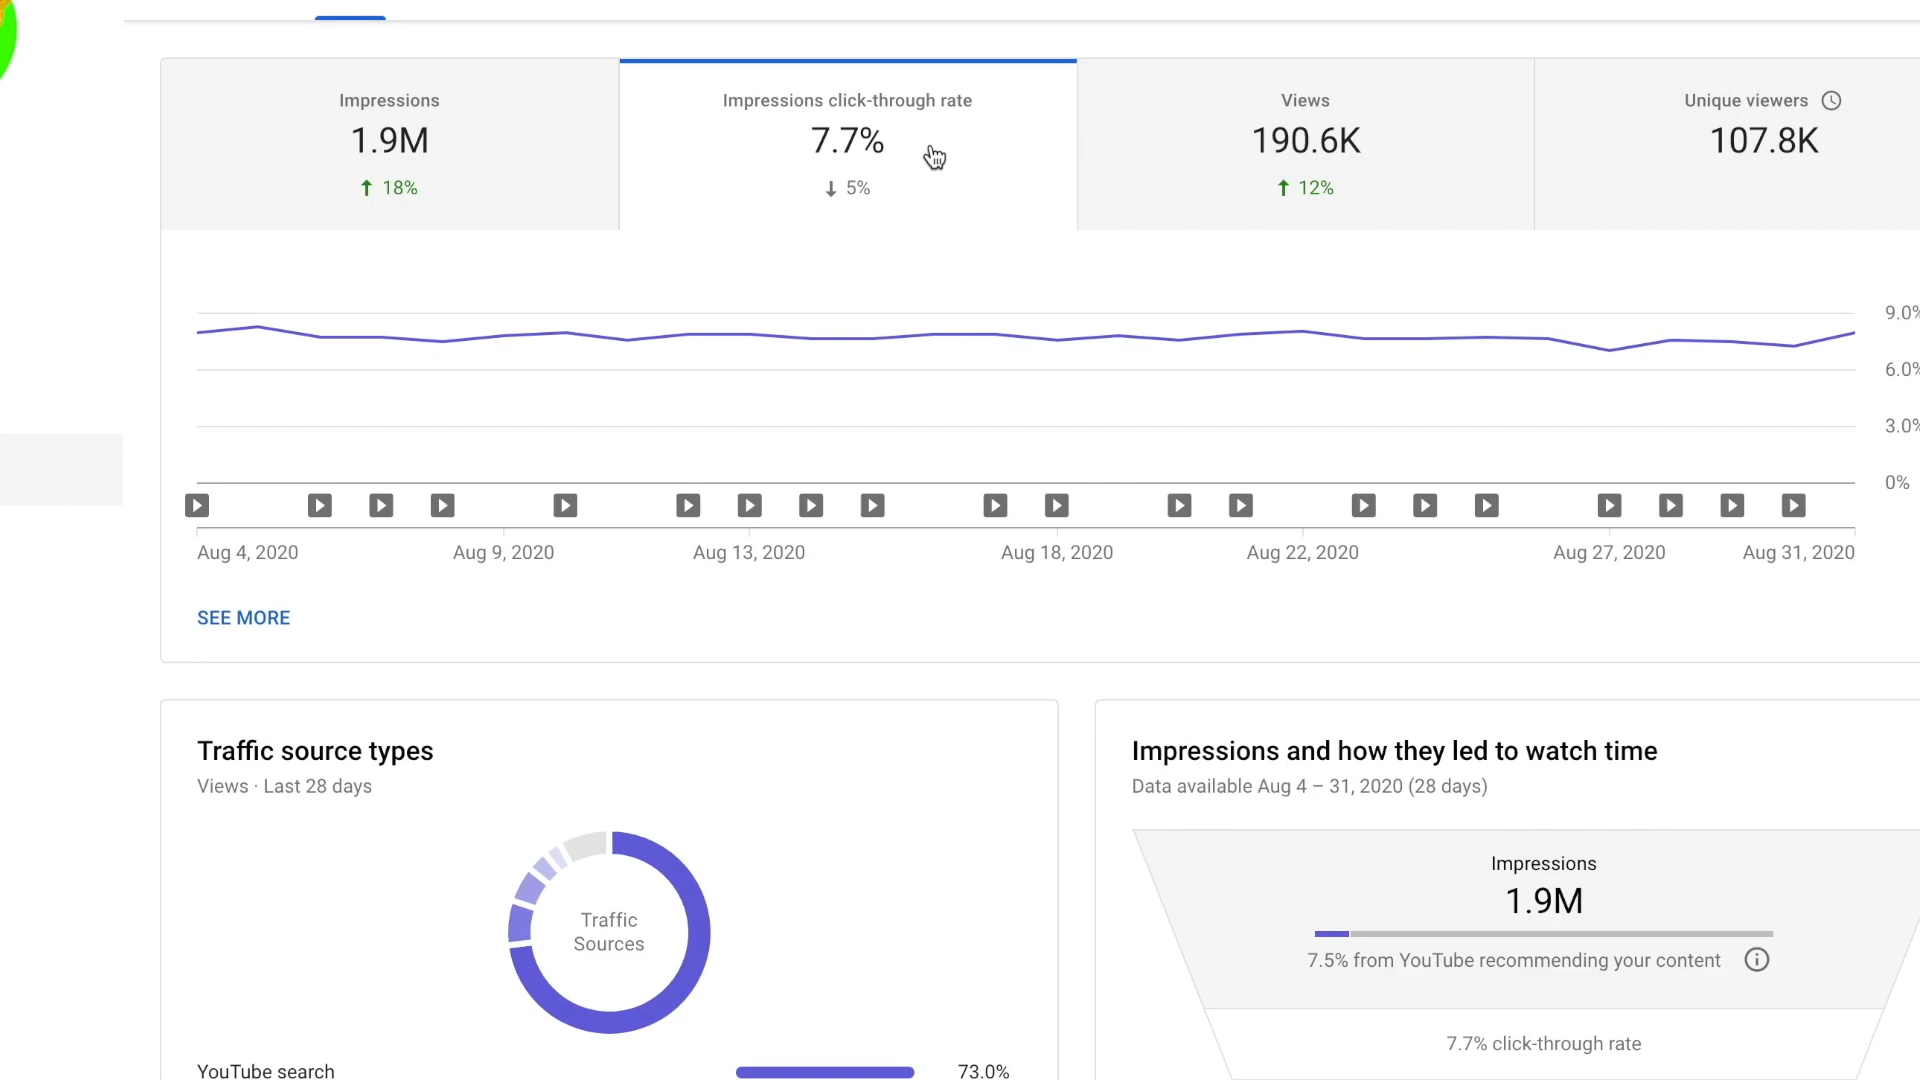 Impressions
1.9M
18%
Impressions click-through rate
7.7%
5%
Views
190.6K
12%
Unique viewers
107.8K
9.0%
6.0%
3.0%
0%
Aug 4, 2020
Aug 9, 2020
Aug 13, 2020
Aug 18, 2020
Aug 22, 2020
Aug 27, 2020
Aug 31, 2020
SEE MORE
Traffic source types
Views · Last 28 days
Traffic
Sources
YouTube search
73.0%
Impressions and how they led to watch time
Data available Aug 4 – 31, 2020 (28 days)
Impressions
1.9M
7.5% from YouTube recommending your content
7.7% click-through rate